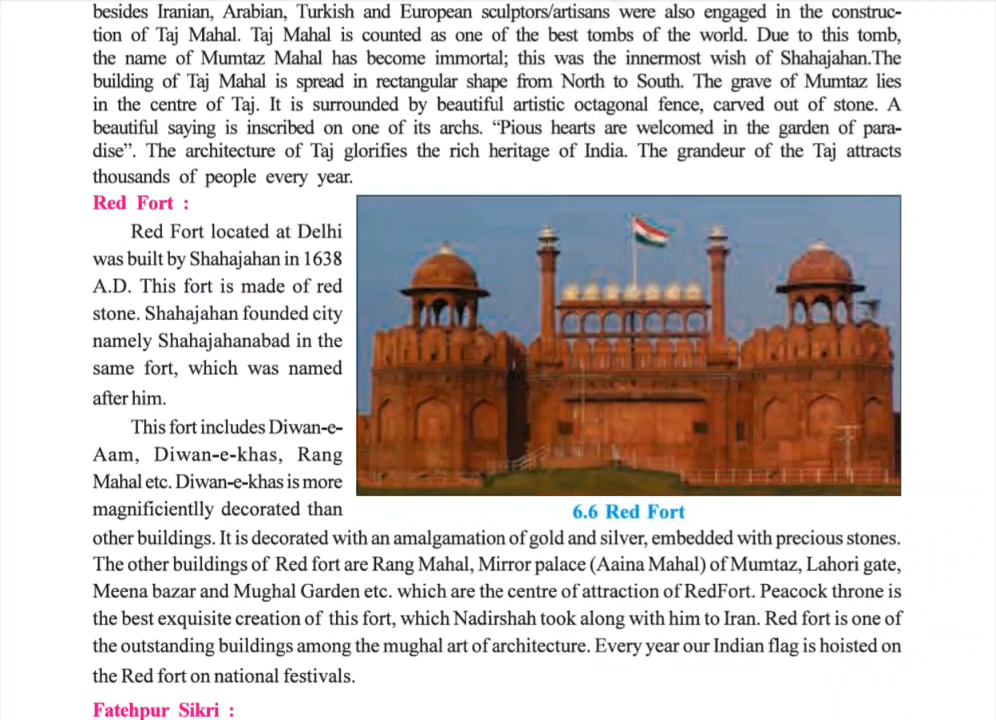 besides Iranian, Arabian, Turkish and European sculptors/artisans were also engaged in the construc-
tion of Taj Mahal. Taj Mahal is counted as one of the best tombs of the world. Due to this tomb,
the name of Mumtaz Mahal has become immortal; this was the innermost wish of Shahajahan.The
building of Taj Mahal is spread in rectangular shape from North to South. The grave of Mumtaz lies
in the centre of Taj. It is surrounded by beautiful artistic octagonal fence, carved out of stone. A
beautiful saying is inscribed on one of its archs. “Pious hearts are welcomed in the garden of para-
dise”. The architecture of Taj glorifies the rich heritage of India. The grandeur of the Taj attracts
thousands of people every year.
Red Fort :
Red Fort located at Delhi
was built by Shahajahan in 1638
A.D. This fort is made of red
stone. Shahajahan founded city
namely Shahajahanabad in the
same fort, which was named
after him.
This fort includes Diwan-e-
Aam, Diwan-e-khas, Rang
Mahal etc. Diwan-e-khas is more
magnificientlly decorated than
6.6 Red Fort
other buildings. It is decorated with an amalgamation of gold and silver, embedded with precious stones.
The other buildings of Red fort are Rang Mahal, Mirror palace (Aaina Mahal) of Mumtaz, Lahori gate,
Meena bazar and Mughal Garden etc. which are the centre of attraction of RedFort. Peacock throne is
the best exquisite creation of this fort, which Nadirshah took along with him to Iran. Red fort is one of
the outstanding buildings among the mughal art of architecture. Every year our Indian flag is hoisted on
the Red fort on national festivals.
Fatehpur Sikri :